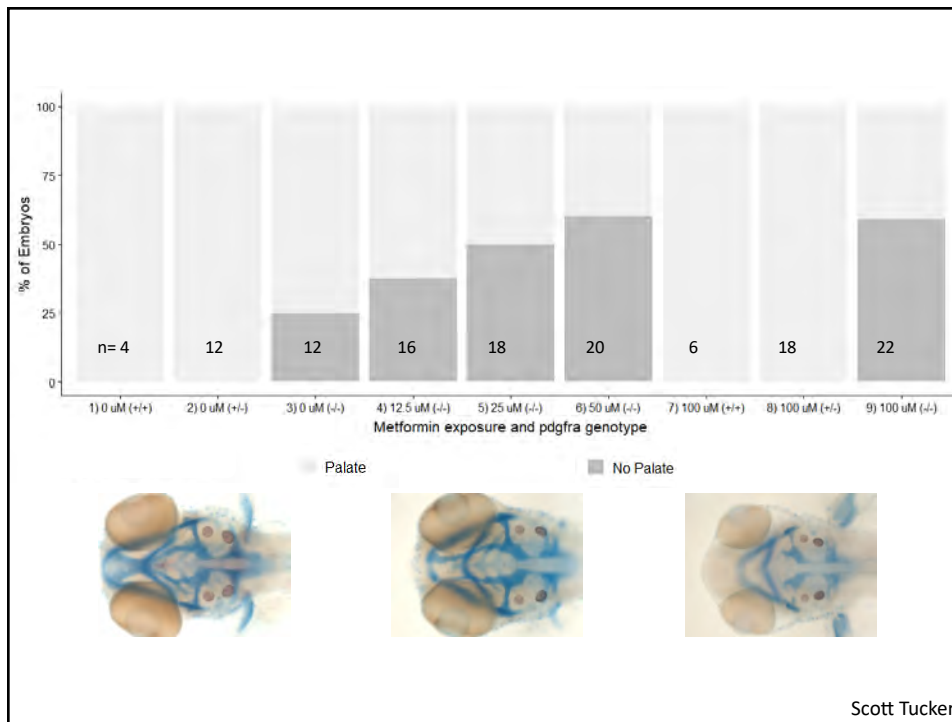 100
75
50
25
0
% of Embryos
n= 4 12 12 16 18 20 6 18 22
1) 0 uM (+/+) 2) 0 uM (+/-) 3) 0 uM (-/-) 4) 12.5 uM (-/-) 5) 25 uM (-/-) 6) 50 uM (-/-) 7) 100 uM (+/+) 8) 100 uM (+/-) 9) 100 uM (-/-)
Metformin exposure and pdgfra genotype
Palate No Palate
Scott Tucker